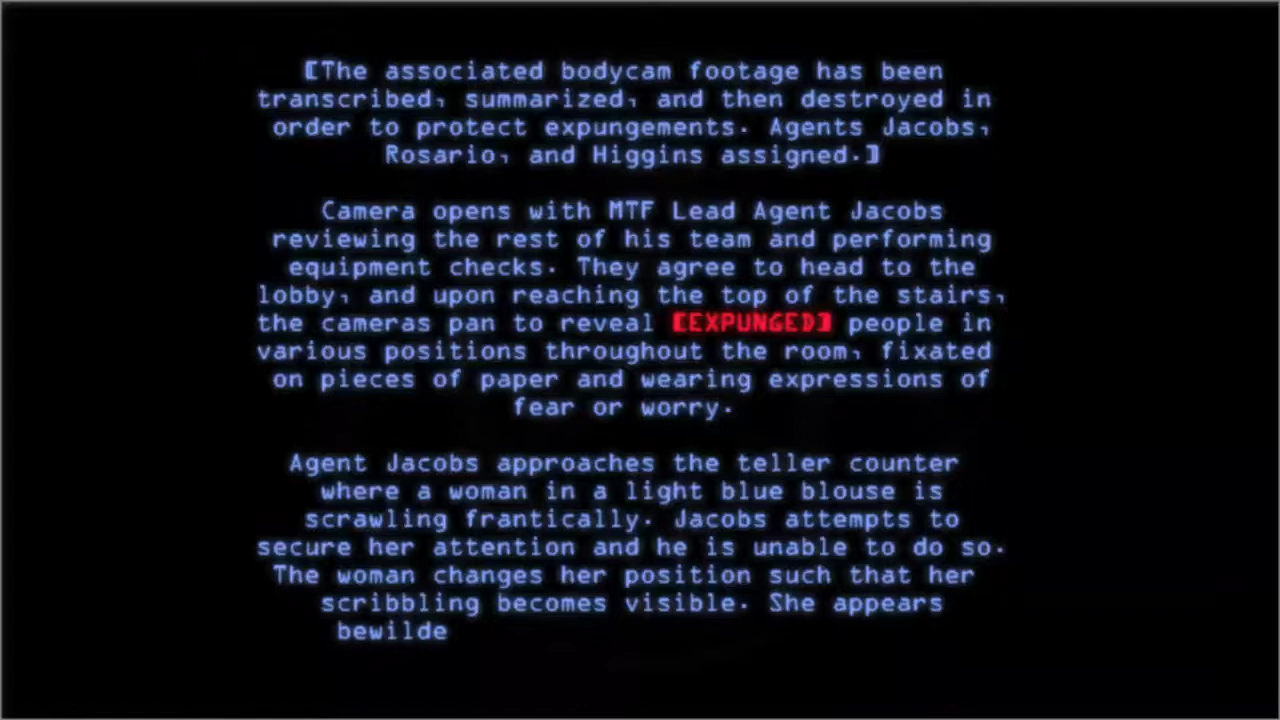 [The associated bodycam footage has been
transcribed, summarized, and then destroyed in
order to protect expungements. Agents Jacobs,
Rosario, and Higgins assigned.]
Camera opens with MTF Lead Agent Jacobs
reviewing the rest of his team and performing
equipment checks. They agree to head to the
lobby, and upon reaching the top of the stairs,
the cameras pan to reveal [EXPUNGED] people in
various positions throughout the room, fixated
on pieces of paper and wearing expressions of
fear or worry.
Agent Jacobs approaches the teller counter
where a woman in a light blue blouse is
scrawling frantically. Jacobs attempts to
secure her attention and he is unable to do so.
The woman changes her position such that her
scribbling becomes visible. She appears
bewilde